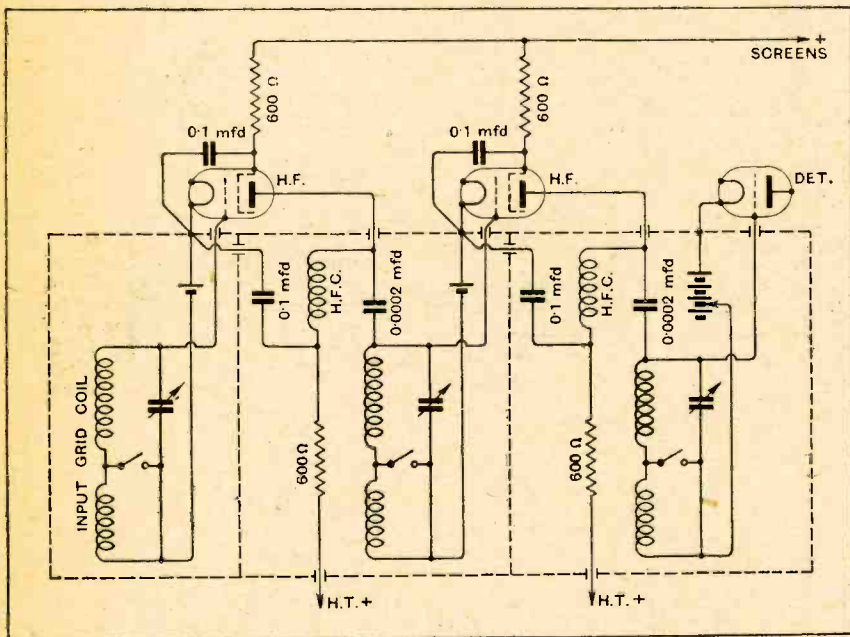 +
SCREENS
600 Ω
600 Ω
0·1 mfd
0·1 mfd
H.F.
H.F.
DET.
0·1 mfd
H.F.C.
0·0002 mfd
0·1 mfd
H.F.C.
0·0002 mfd
INPUT GRID COIL
600Ω
600 Ω
H.T.+
H.T.+